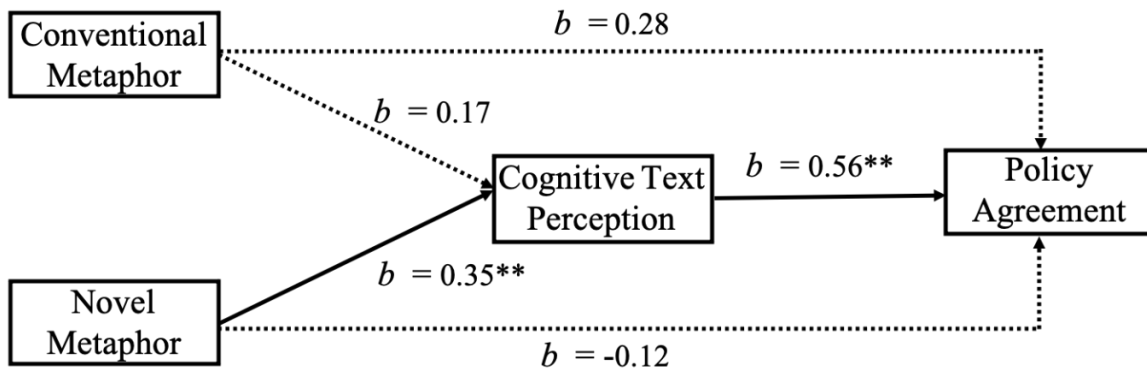 b = 0.28
Conventional
Metaphor
b = 0.17
Cognitive Text
Perception
b = 0.56**
Policy
Agreement
b = 0.35**
Novel
Metaphor
b = -0.12